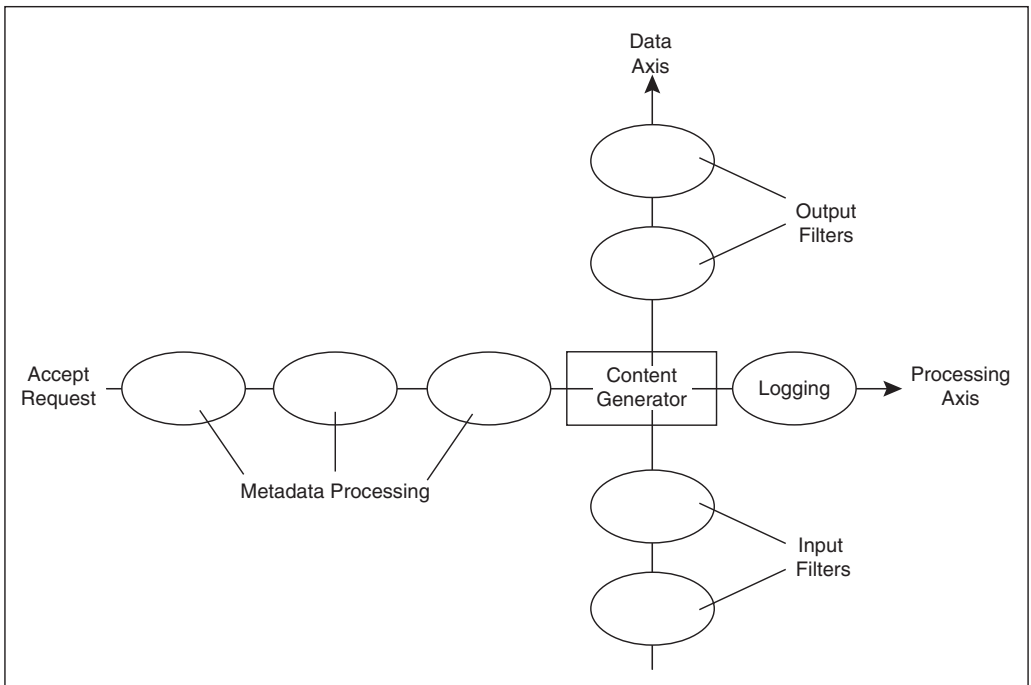 Data
Axis
Output
Filters
Accept
Request
Content
Generator
Logging
Processing
Axis
Metadata Processing
Input
Filters